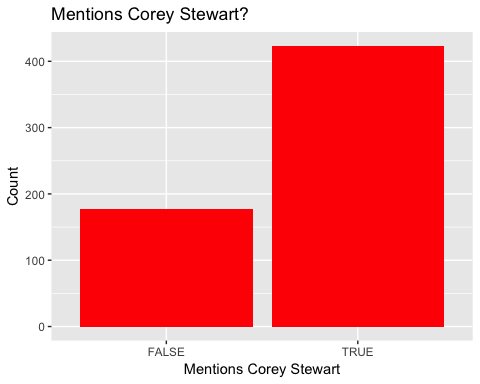 Mentions Corey Stewart?
Count
400
300
200
100
0
FALSE TRUE
Mentions Corey Stewart